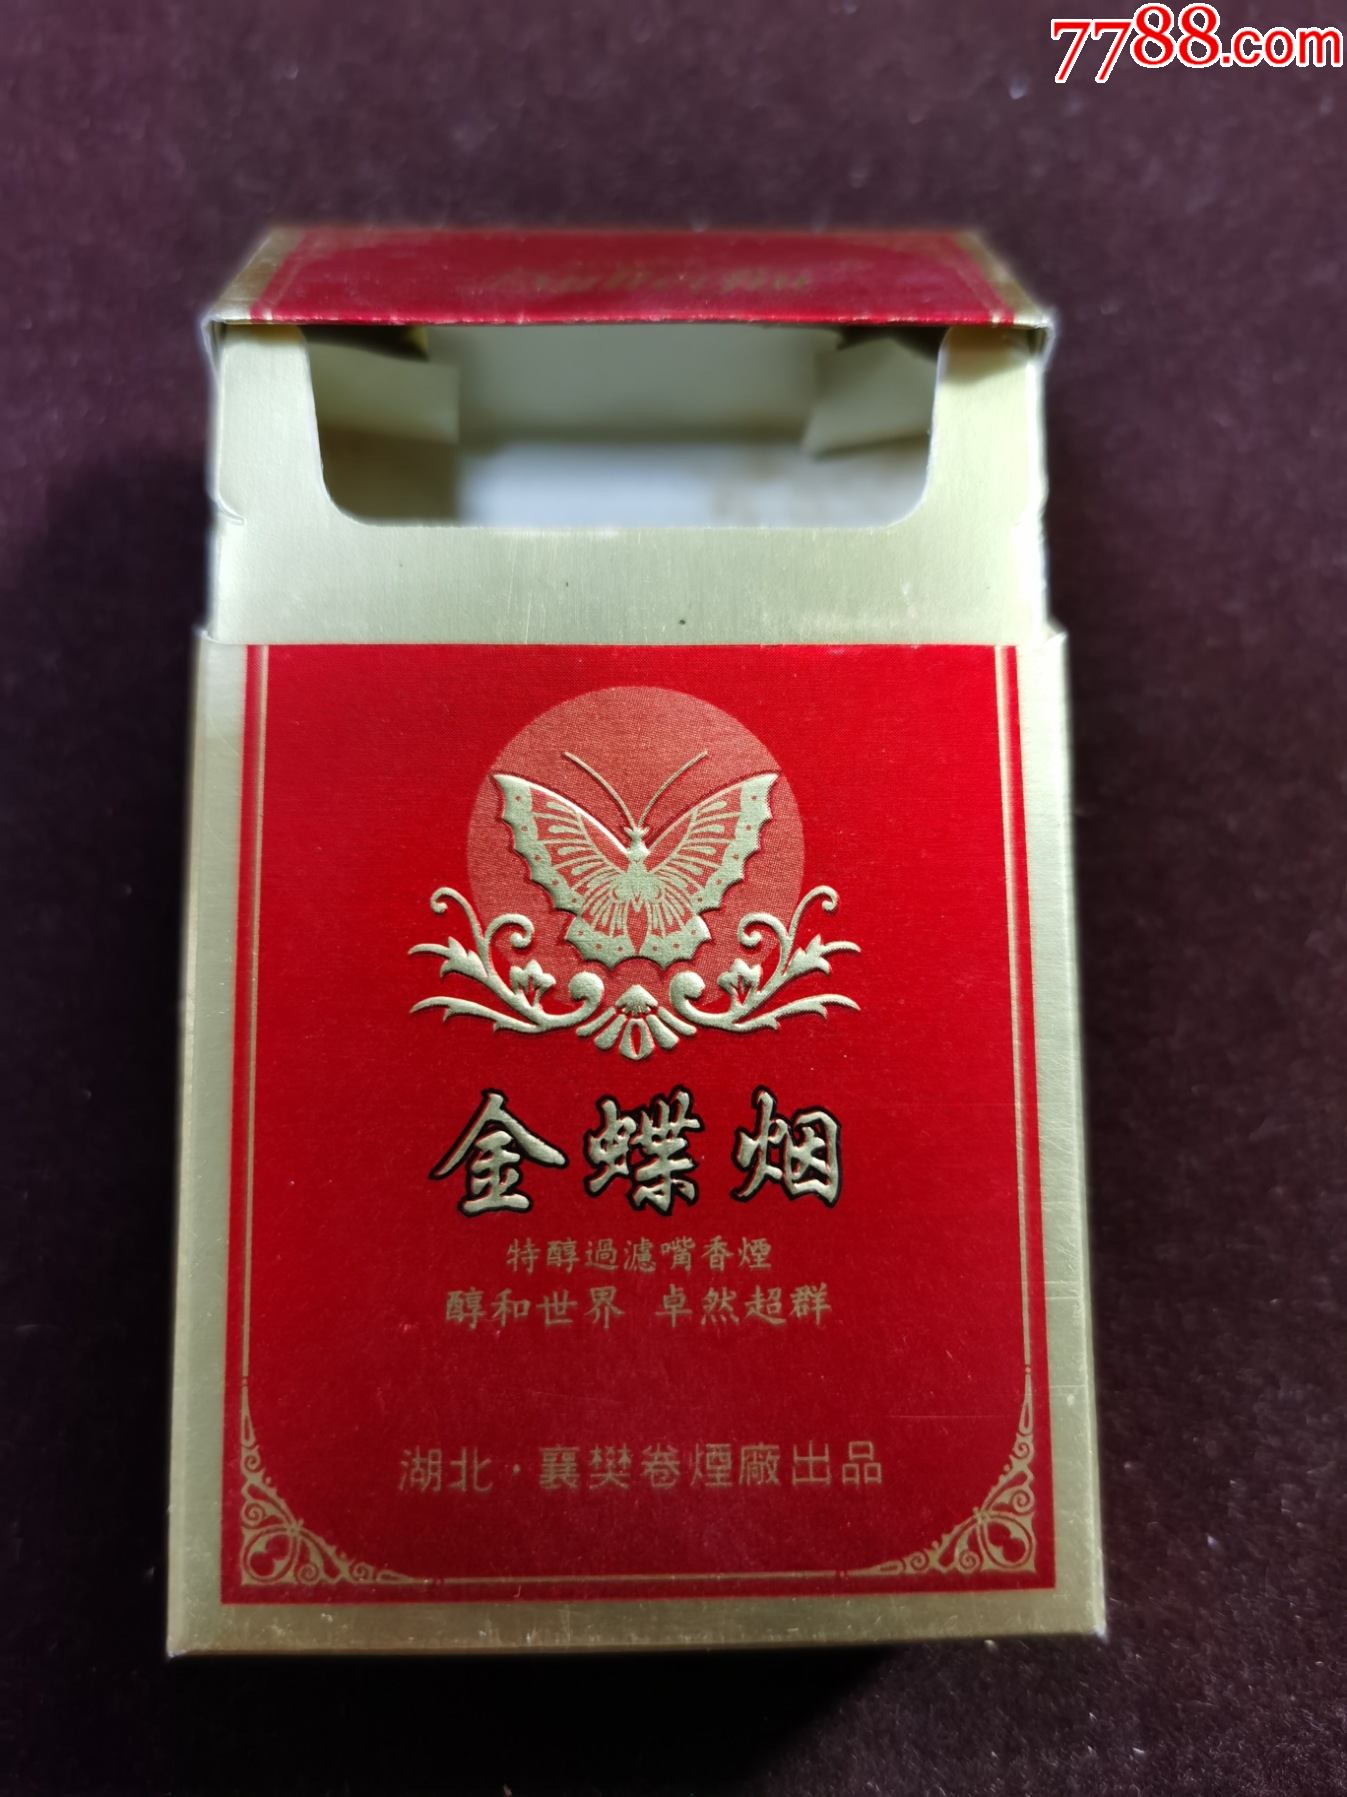 7788.com
金蝶烟
特醇過濾嘴香煙
醇和世界 卓然超群
湖北·襄樊卷煙廠出品